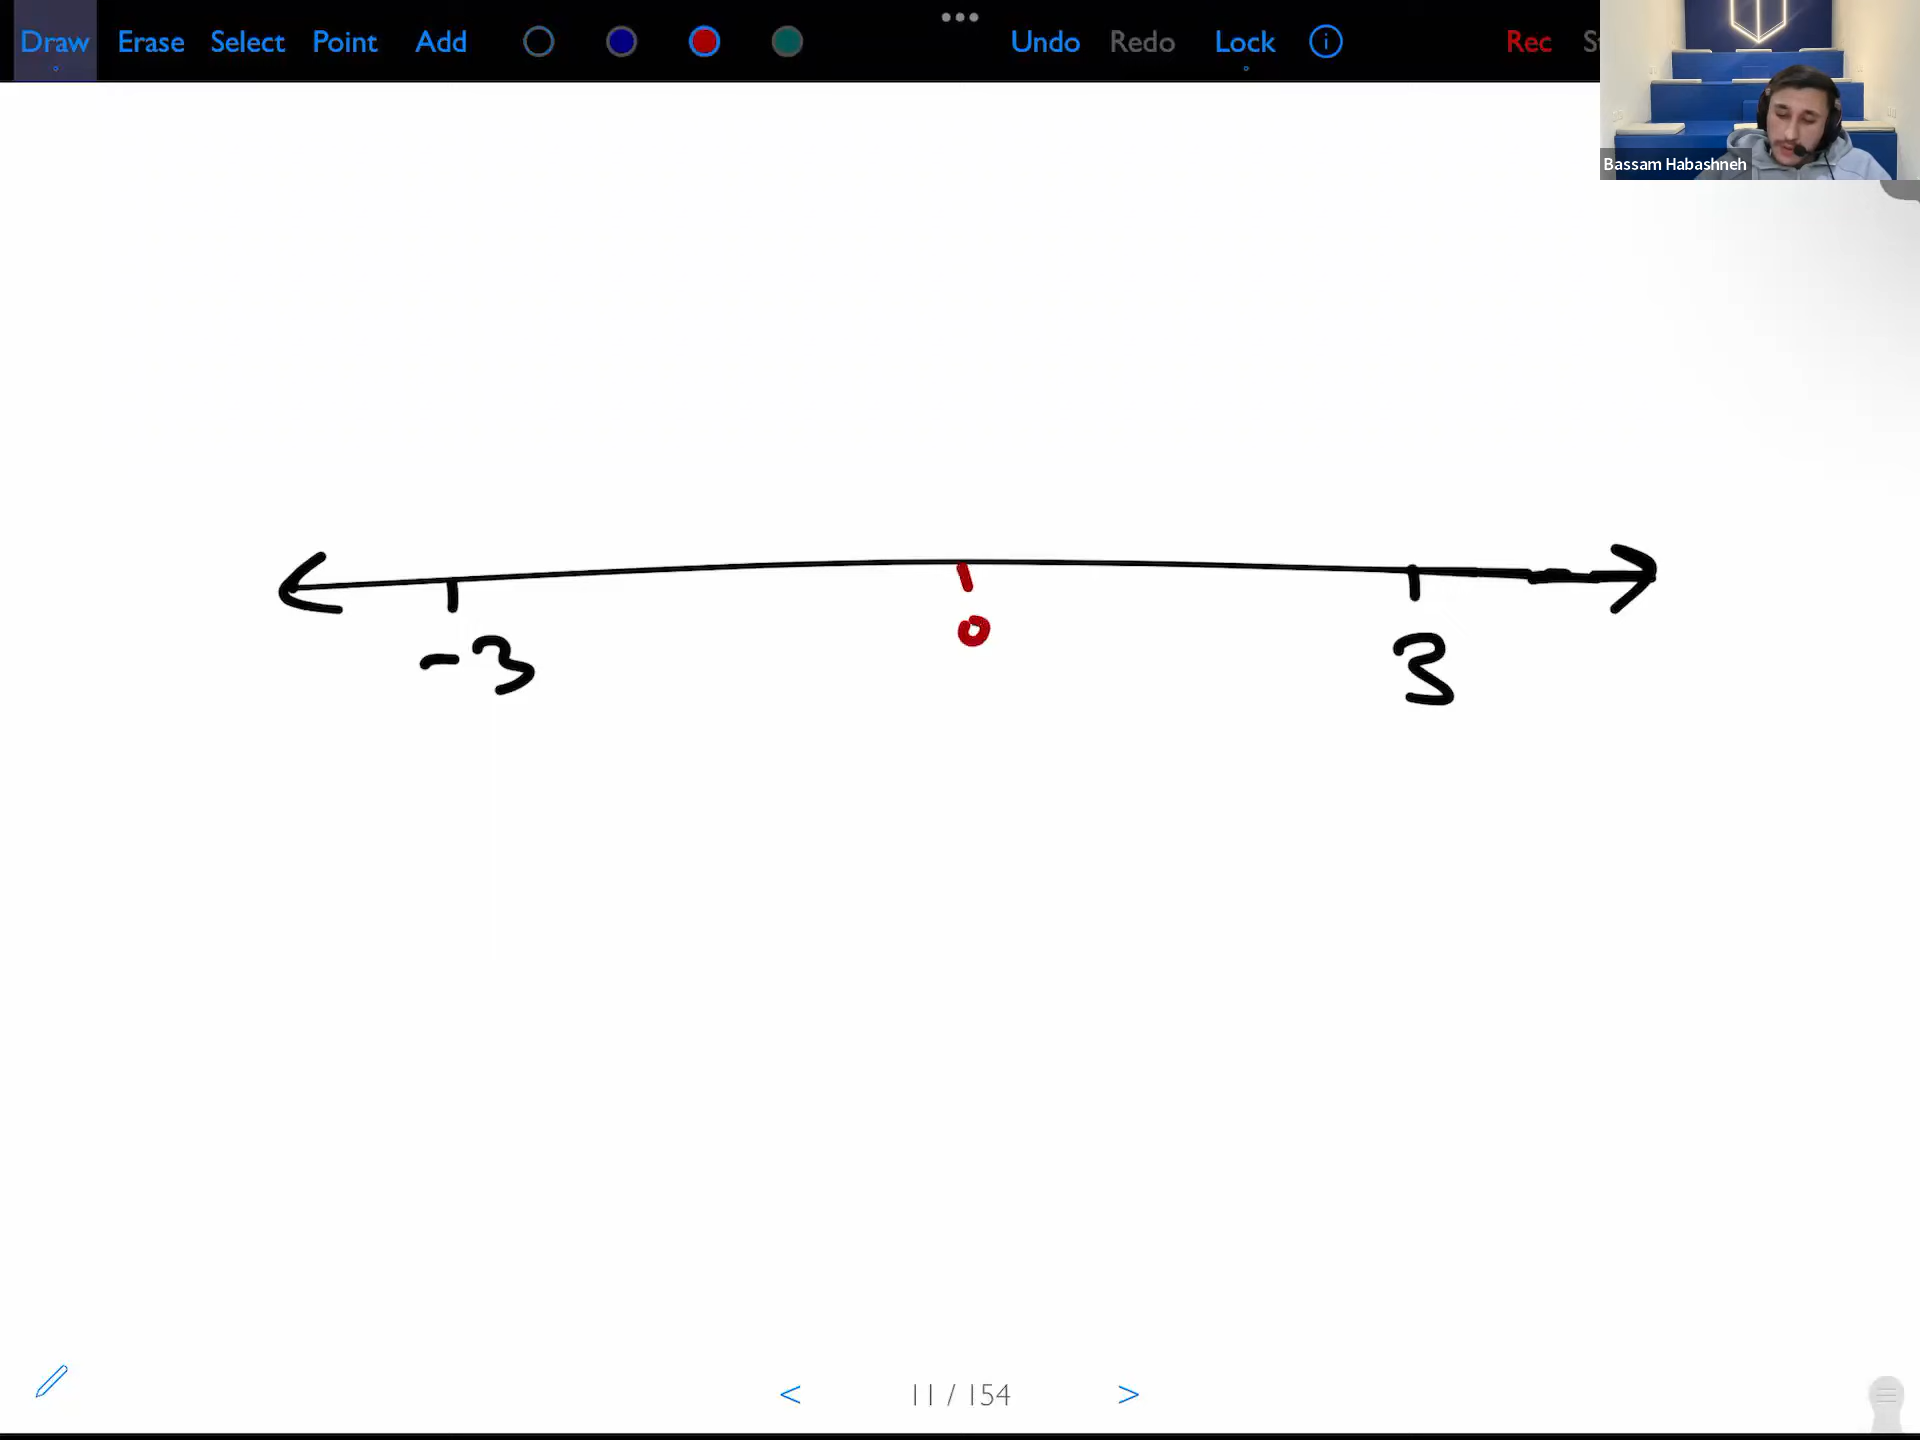 Draw Erase Select Point Add Undo Redo Lock i Rec
Bassam Habashneh
-3 0 3
< 11 / 154 >